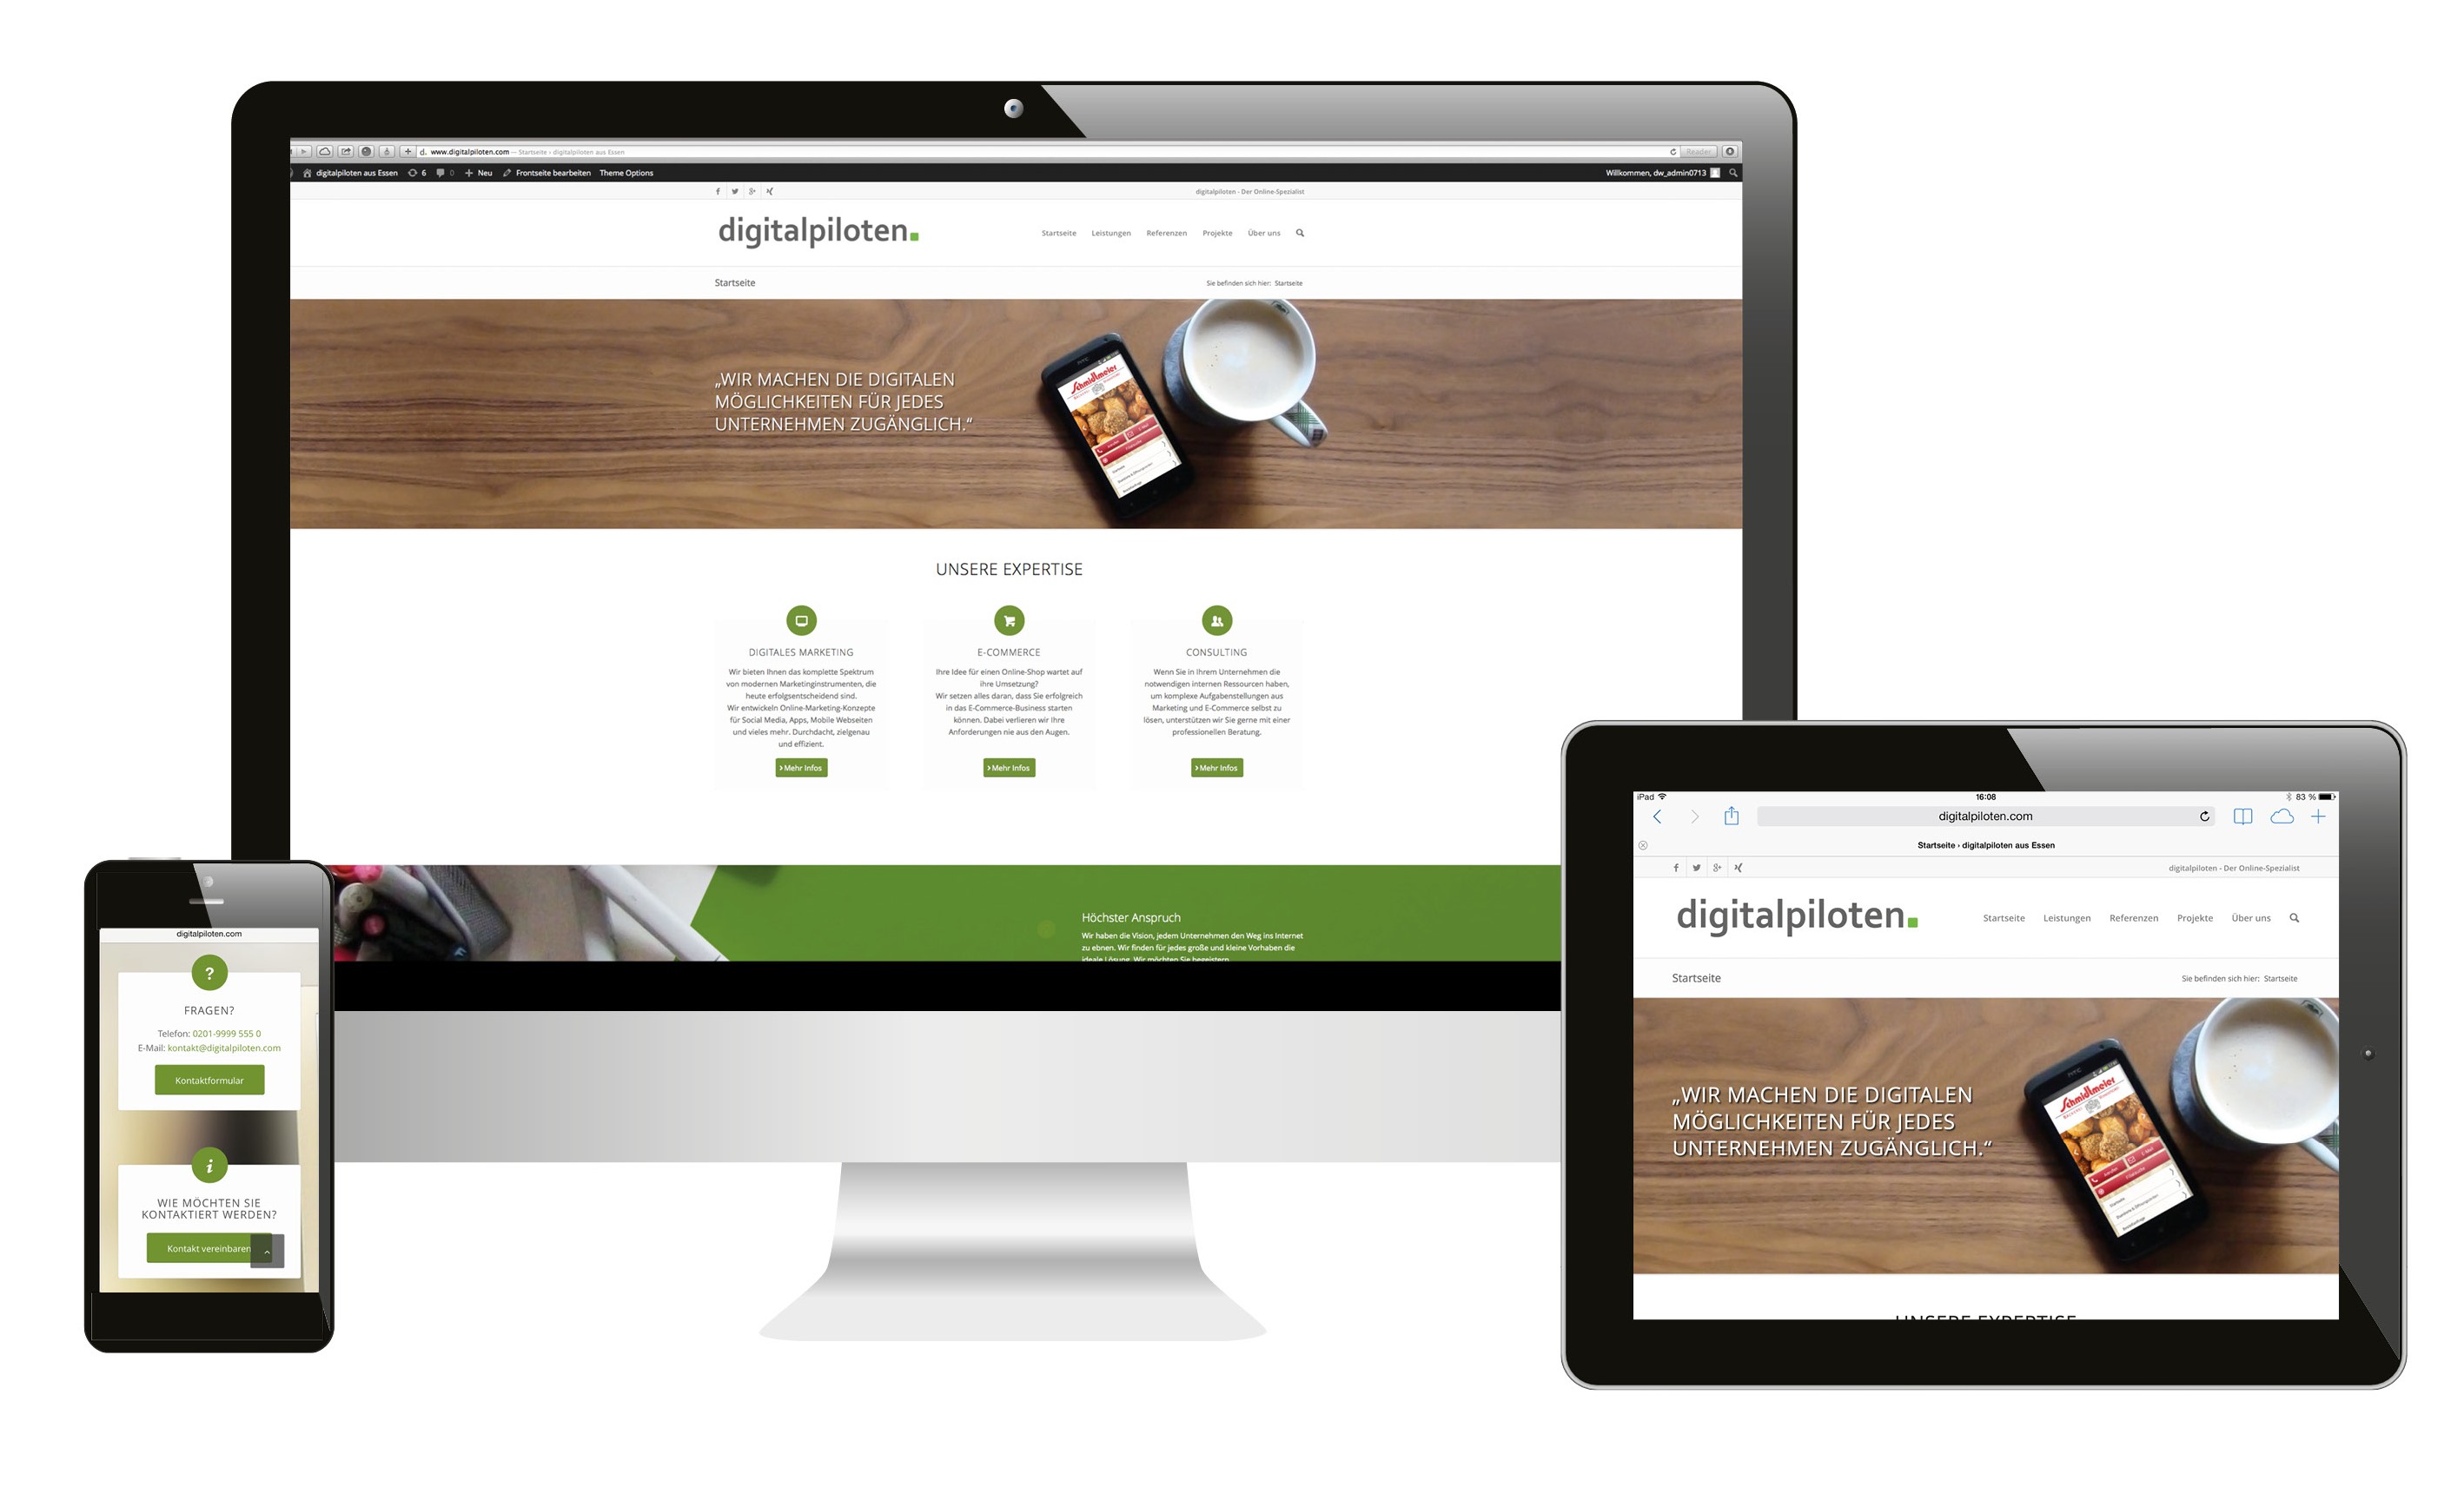 d. www.digitalpiloten.com — Startseite › digitalpiloten aus Essen
Reader
digitalpiloten aus Essen 6 0 + Neu Frontseite bearbeiten Theme Options
Willkommen, dw_admin0713
digitalpiloten - Der Online-Spezialist
digitalpiloten.
Startseite Leistungen Referenzen Projekte Über uns
Startseite
Sie befinden sich hier: Startseite
„WIR MACHEN DIE DIGITALEN
MÖGLICHKEITEN FÜR JEDES
UNTERNEHMEN ZUGÄNGLICH.“
Schmidtmeier
UNSERE EXPERTISE
DIGITALES MARKETING
Wir bieten Ihnen das komplette Spektrum
von modernen Marketinginstrumenten, die
heute erfolgsentscheidend sind.
Wir entwickeln Online-Marketing-Konzepte
für Social Media, Apps, Mobile Webseiten
und vieles mehr. Durchdacht, zielgenau
und effizient.
Mehr Infos
E-COMMERCE
Ihre Idee für einen Online-Shop wartet auf
ihre Umsetzung?
Wir setzen alles daran, dass Sie erfolgreich
in das E-Commerce-Business starten
können. Dabei verlieren wir Ihre
Anforderungen nie aus den Augen.
Mehr Infos
CONSULTING
Wenn Sie in Ihrem Unternehmen die
notwendigen internen Ressourcen haben,
um komplexe Aufgabenstellungen aus
Marketing und E-Commerce selbst zu
lösen, unterstützen wir Sie gerne mit einer
professionellen Beratung.
Mehr Infos
Höchster Anspruch
Wir haben die Vision, jedem Unternehmen den Weg ins Internet
zu ebnen. Wir finden für jedes große und kleine Vorhaben die
ideale Lösung. Wir möchten Sie begeistern.
digitalpiloten.com
?
FRAGEN?
Telefon: 0201-9999 555 0
E-Mail: kontakt@digitalpiloten.com
Kontaktformular
i
WIE MÖCHTEN SIE
KONTAKTIERT WERDEN?
Kontakt vereinbaren
iPad 16:08 83 %
digitalpiloten.com
Startseite › digitalpiloten aus Essen
digitalpiloten - Der Online-Spezialist
digitalpiloten.
Startseite Leistungen Referenzen Projekte Über uns
Startseite
Sie befinden sich hier: Startseite
„WIR MACHEN DIE DIGITALEN
MÖGLICHKEITEN FÜR JEDES
UNTERNEHMEN ZUGÄNGLICH.“
Schmidtmeier
UNSERE EXPERTISE